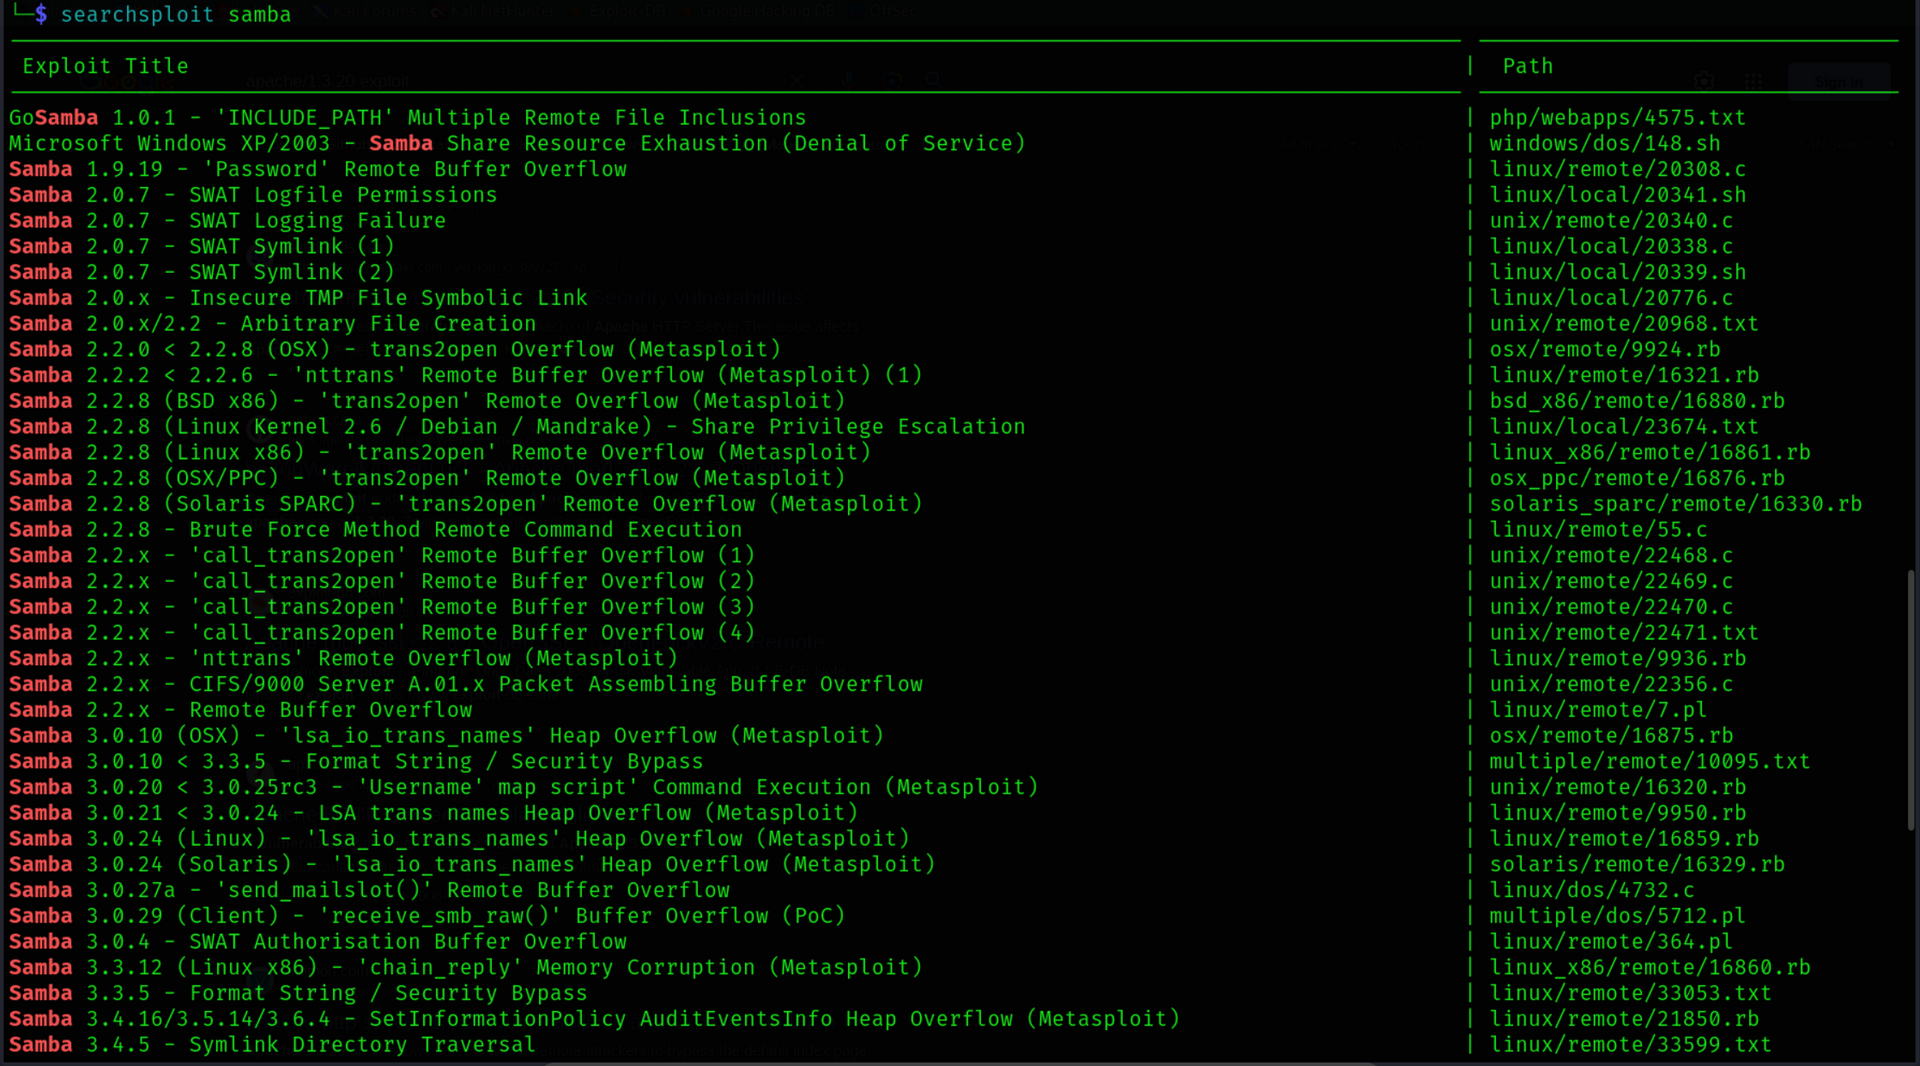 └─$ searchsploit samba
Exploit Title | Path
GoSamba 1.0.1 - 'INCLUDE_PATH' Multiple Remote File Inclusions | php/webapps/4575.txt
Microsoft Windows XP/2003 - Samba Share Resource Exhaustion (Denial of Service) | windows/dos/148.sh
Samba 1.9.19 - 'Password' Remote Buffer Overflow | linux/remote/20308.c
Samba 2.0.7 - SWAT Logfile Permissions | linux/local/20341.sh
Samba 2.0.7 - SWAT Logging Failure | unix/remote/20340.c
Samba 2.0.7 - SWAT Symlink (1) | linux/local/20338.c
Samba 2.0.7 - SWAT Symlink (2) | linux/local/20339.sh
Samba 2.0.x - Insecure TMP File Symbolic Link | linux/local/20776.c
Samba 2.0.x/2.2 - Arbitrary File Creation | unix/remote/20968.txt
Samba 2.2.0 < 2.2.8 (OSX) - trans2open Overflow (Metasploit) | osx/remote/9924.rb
Samba 2.2.2 < 2.2.6 - 'nttrans' Remote Buffer Overflow (Metasploit) (1) | linux/remote/16321.rb
Samba 2.2.8 (BSD x86) - 'trans2open' Remote Overflow (Metasploit) | bsd_x86/remote/16880.rb
Samba 2.2.8 (Linux Kernel 2.6 / Debian / Mandrake) - Share Privilege Escalation | linux/local/23674.txt
Samba 2.2.8 (Linux x86) - 'trans2open' Remote Overflow (Metasploit) | linux_x86/remote/16861.rb
Samba 2.2.8 (OSX/PPC) - 'trans2open' Remote Overflow (Metasploit) | osx_ppc/remote/16876.rb
Samba 2.2.8 (Solaris SPARC) - 'trans2open' Remote Overflow (Metasploit) | solaris_sparc/remote/16330.rb
Samba 2.2.8 - Brute Force Method Remote Command Execution | linux/remote/55.c
Samba 2.2.x - 'call_trans2open' Remote Buffer Overflow (1) | unix/remote/22468.c
Samba 2.2.x - 'call_trans2open' Remote Buffer Overflow (2) | unix/remote/22469.c
Samba 2.2.x - 'call_trans2open' Remote Buffer Overflow (3) | unix/remote/22470.c
Samba 2.2.x - 'call_trans2open' Remote Buffer Overflow (4) | unix/remote/22471.txt
Samba 2.2.x - 'nttrans' Remote Overflow (Metasploit) | linux/remote/9936.rb
Samba 2.2.x - CIFS/9000 Server A.01.x Packet Assembling Buffer Overflow | unix/remote/22356.c
Samba 2.2.x - Remote Buffer Overflow | linux/remote/7.pl
Samba 3.0.10 (OSX) - 'lsa_io_trans_names' Heap Overflow (Metasploit) | osx/remote/16875.rb
Samba 3.0.10 < 3.3.5 - Format String / Security Bypass | multiple/remote/10095.txt
Samba 3.0.20 < 3.0.25rc3 - 'Username' map script' Command Execution (Metasploit) | unix/remote/16320.rb
Samba 3.0.21 < 3.0.24 - LSA trans names Heap Overflow (Metasploit) | linux/remote/9950.rb
Samba 3.0.24 (Linux) - 'lsa_io_trans_names' Heap Overflow (Metasploit) | linux/remote/16859.rb
Samba 3.0.24 (Solaris) - 'lsa_io_trans_names' Heap Overflow (Metasploit) | solaris/remote/16329.rb
Samba 3.0.27a - 'send_mailslot()' Remote Buffer Overflow | linux/dos/4732.c
Samba 3.0.29 (Client) - 'receive_smb_raw()' Buffer Overflow (PoC) | multiple/dos/5712.pl
Samba 3.0.4 - SWAT Authorisation Buffer Overflow | linux/remote/364.pl
Samba 3.3.12 (Linux x86) - 'chain_reply' Memory Corruption (Metasploit) | linux_x86/remote/16860.rb
Samba 3.3.5 - Format String / Security Bypass | linux/remote/33053.txt
Samba 3.4.16/3.5.14/3.6.4 - SetInformationPolicy AuditEventsInfo Heap Overflow (Metasploit) | linux/remote/21850.rb
Samba 3.4.5 - Symlink Directory Traversal | linux/remote/33599.txt